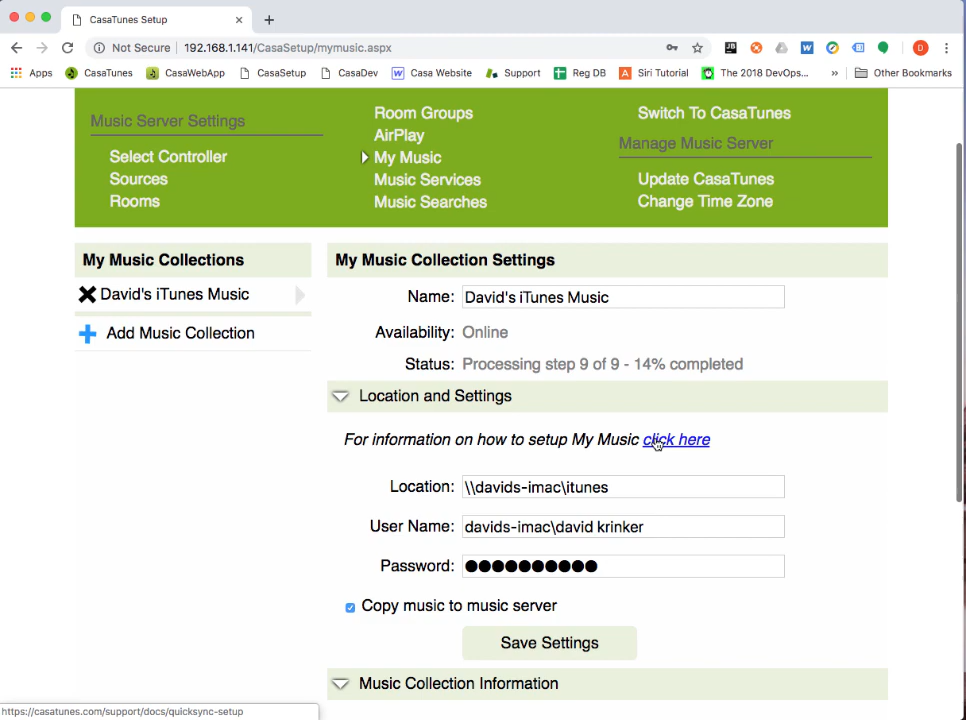 CasaTunes Setup
Not Secure 192.168.1.141/CasaSetup/mymusic.aspx
Apps CasaTunes CasaWebApp CasaSetup CasaDev Casa Website Support Reg DB Siri Tutorial The 2018 DevOps... » Other Bookmarks
Music Server Settings
Select Controller
Sources
Rooms
Room Groups
AirPlay
My Music
Music Services
Music Searches
Switch To CasaTunes
Manage Music Server
Update CasaTunes
Change Time Zone
My Music Collections
David's iTunes Music
Add Music Collection
My Music Collection Settings
Name: David's iTunes Music
Availability: Online
Status: Processing step 9 of 9 - 14% completed
Location and Settings
For information on how to setup My Music click here
Location: \\davids-imac\itunes
User Name: davids-imac\david krinker
Password: ●●●●●●●●●●
Copy music to music server
Save Settings
Music Collection Information
https://casatunes.com/support/docs/quicksync-setup